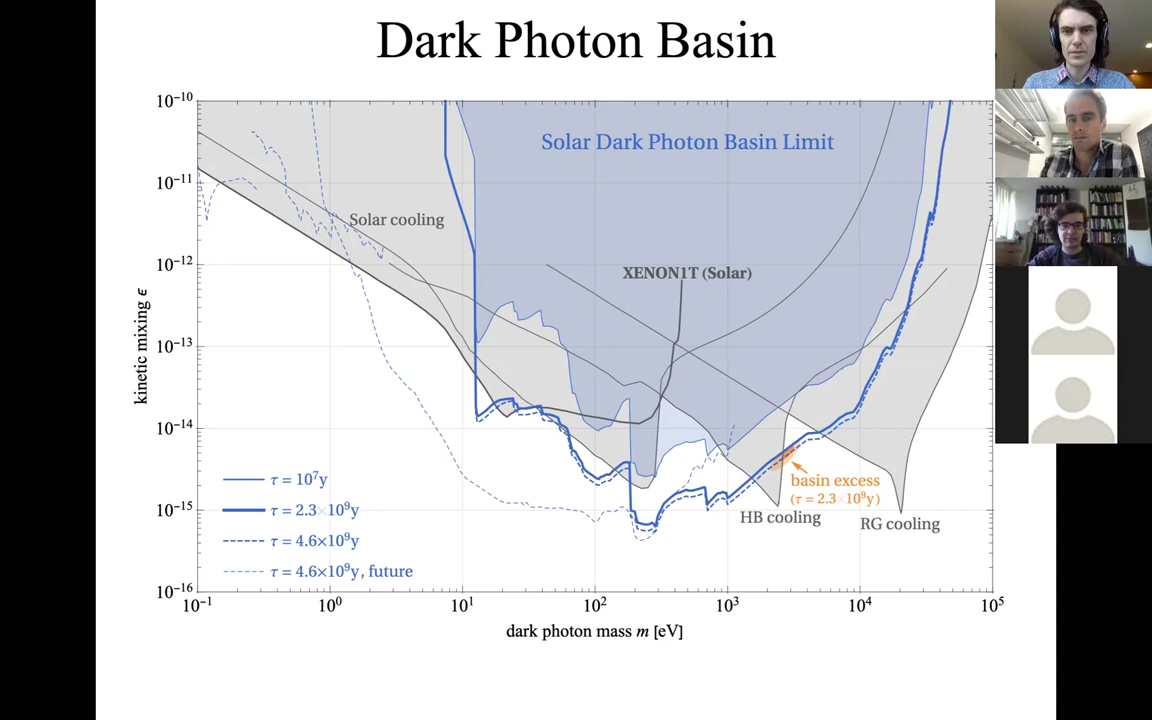 Dark Photon Basin
10⁻¹⁰
10⁻¹¹
10⁻¹²
10⁻¹³
10⁻¹⁴
10⁻¹⁵
10⁻¹⁶
kinetic mixing ϵ
Solar Dark Photon Basin Limit
Solar cooling
XENON1T (Solar)
basin excess
(τ = 2.3×10⁹y)
HB cooling
RG cooling
τ = 10⁷y
τ = 2.3×10⁹y
τ = 4.6×10⁹y
τ = 4.6×10⁹y, future
10⁻¹ 10⁰ 10¹ 10² 10³ 10⁴ 10⁵
dark photon mass m [eV]